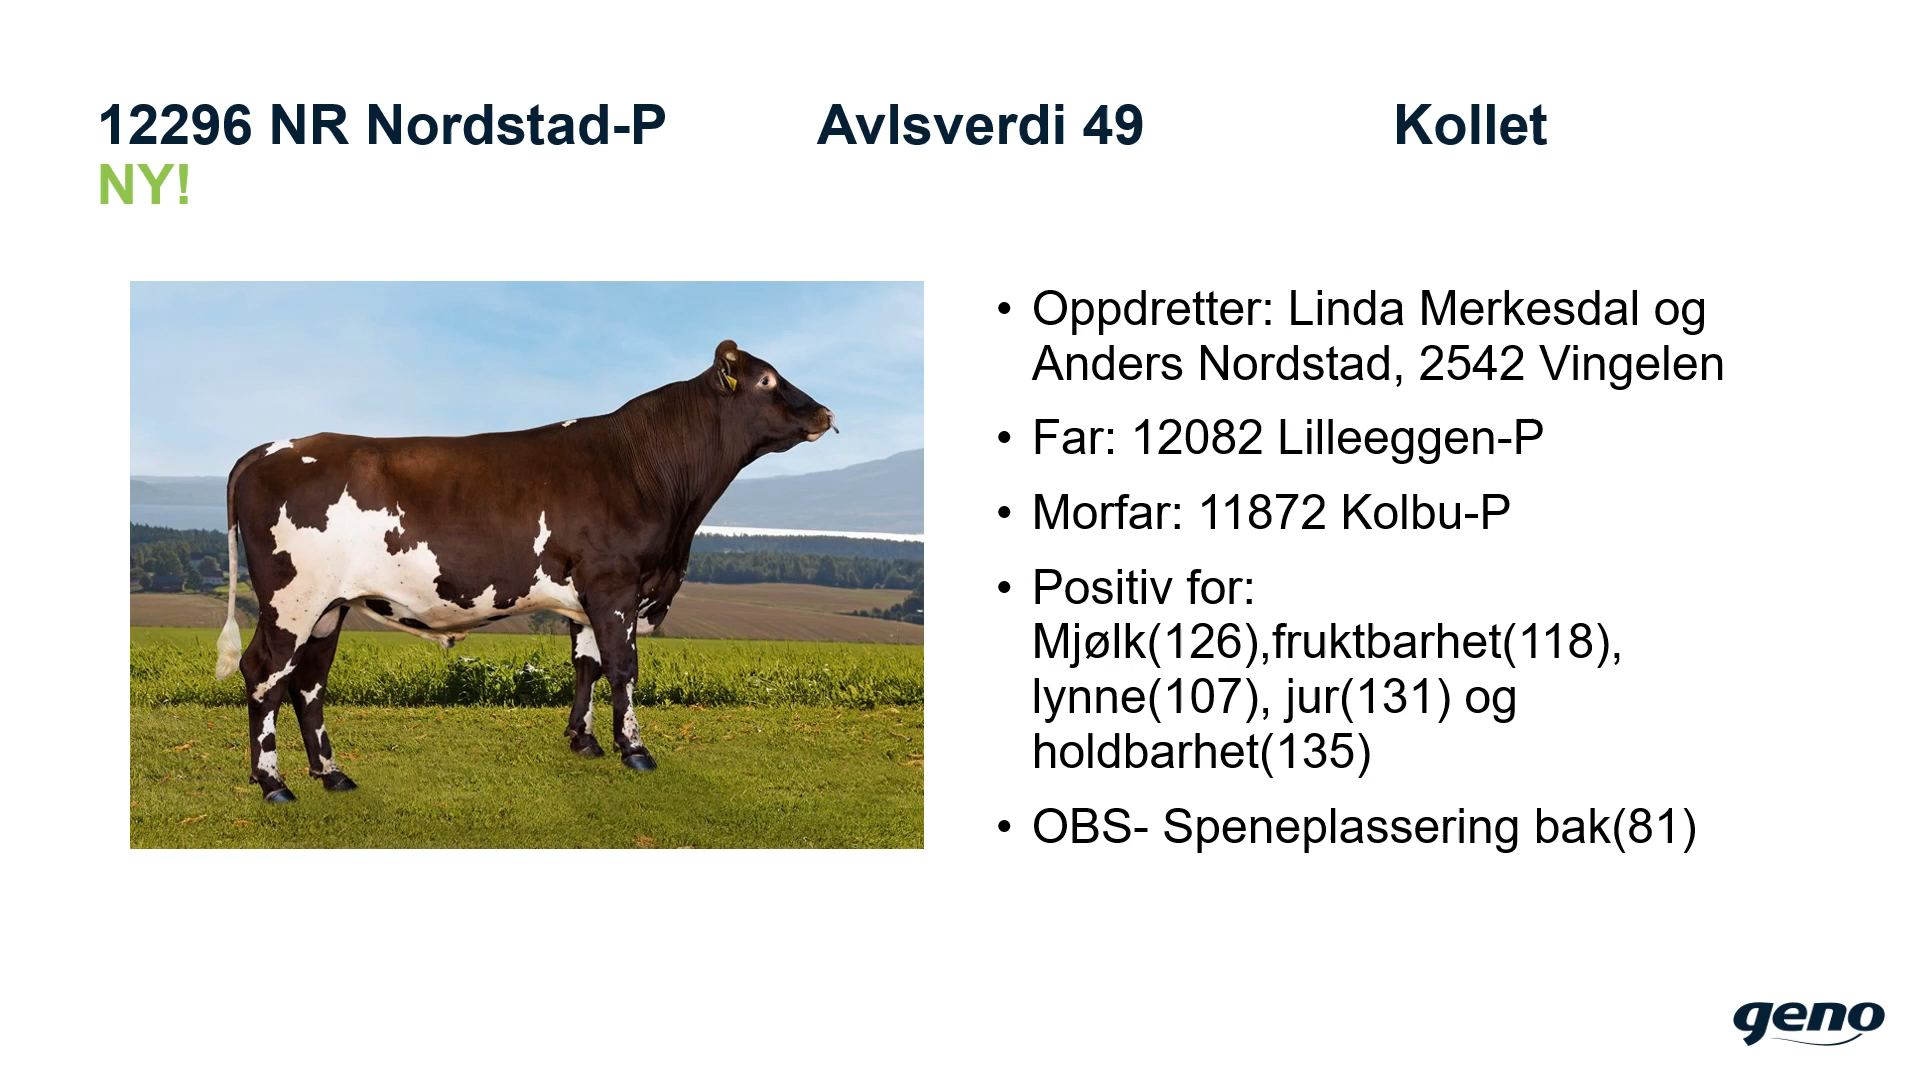 12296 NR Nordstad-P Avlsverdi 49 Kollet
NY!
• Oppdretter: Linda Merkesdal og
Anders Nordstad, 2542 Vingelen
• Far: 12082 Lilleeggen-P
• Morfar: 11872 Kolbu-P
• Positiv for:
Mjølk(126),fruktbarhet(118),
lynne(107), jur(131) og
holdbarhet(135)
• OBS- Speneplassering bak(81)
geno